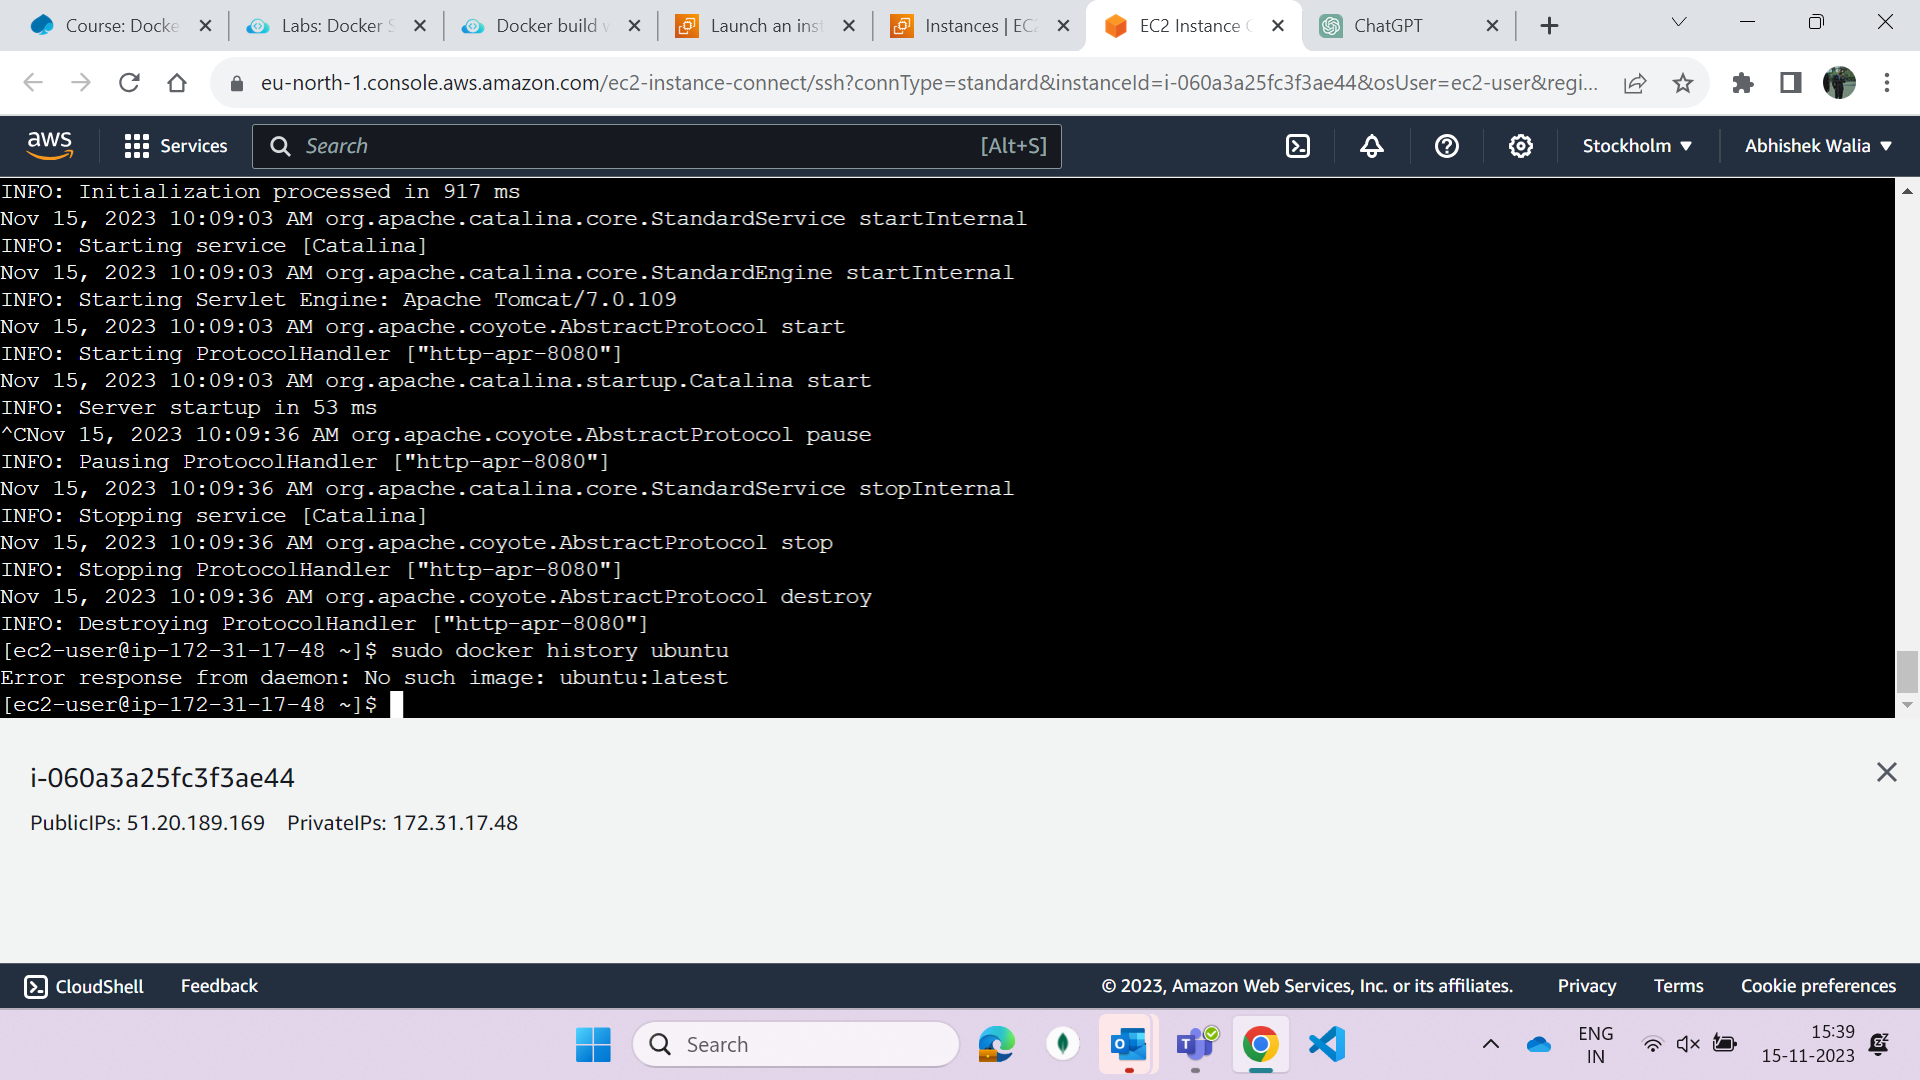 Course: Docke
Labs: Docker S
Docker build w
Launch an inst
Instances | EC2
EC2 Instance C
ChatGPT
eu-north-1.console.aws.amazon.com/ec2-instance-connect/ssh?connType=standard&instanceId=i-060a3a25fc3f3ae44&osUser=ec2-user&regi...
aws
Services
Search
[Alt+S]
Stockholm
Abhishek Walia
INFO: Initialization processed in 917 ms
Nov 15, 2023 10:09:03 AM org.apache.catalina.core.StandardService startInternal
INFO: Starting service [Catalina]
Nov 15, 2023 10:09:03 AM org.apache.catalina.core.StandardEngine startInternal
INFO: Starting Servlet Engine: Apache Tomcat/7.0.109
Nov 15, 2023 10:09:03 AM org.apache.coyote.AbstractProtocol start
INFO: Starting ProtocolHandler ["http-apr-8080"]
Nov 15, 2023 10:09:03 AM org.apache.catalina.startup.Catalina start
INFO: Server startup in 53 ms
^CNov 15, 2023 10:09:36 AM org.apache.coyote.AbstractProtocol pause
INFO: Pausing ProtocolHandler ["http-apr-8080"]
Nov 15, 2023 10:09:36 AM org.apache.catalina.core.StandardService stopInternal
INFO: Stopping service [Catalina]
Nov 15, 2023 10:09:36 AM org.apache.coyote.AbstractProtocol stop
INFO: Stopping ProtocolHandler ["http-apr-8080"]
Nov 15, 2023 10:09:36 AM org.apache.coyote.AbstractProtocol destroy
INFO: Destroying ProtocolHandler ["http-apr-8080"]
[ec2-user@ip-172-31-17-48 ~]$ sudo docker history ubuntu
Error response from daemon: No such image: ubuntu:latest
[ec2-user@ip-172-31-17-48 ~]$
i-060a3a25fc3f3ae44
PublicIPs: 51.20.189.169 PrivateIPs: 172.31.17.48
CloudShell
Feedback
© 2023, Amazon Web Services, Inc. or its affiliates.
Privacy
Terms
Cookie preferences
Search
ENG
IN
15:39
15-11-2023